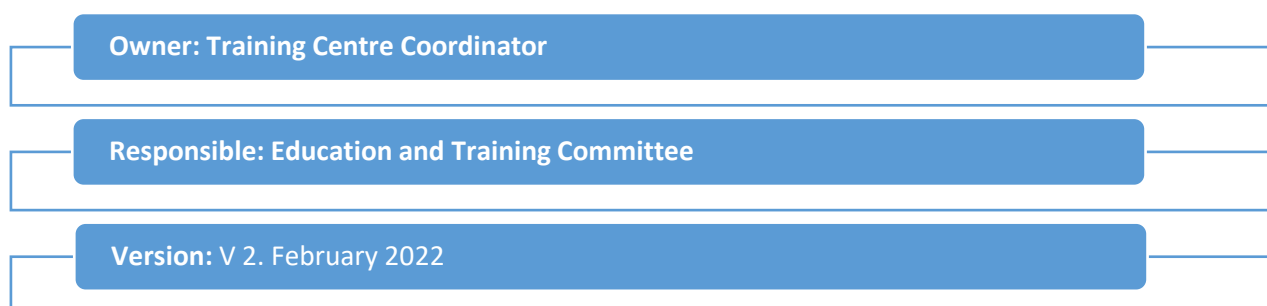 Owner: Training Centre Coordinator
Responsible: Education and Training Committee
Version: V 2. February 2022